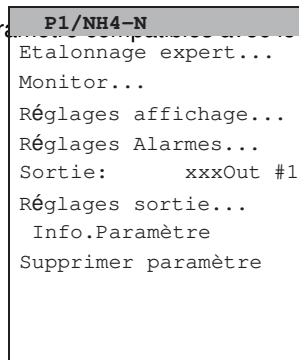 P1/NH4-N
Etalonnage expert...
Monitor...
Réglages affichage...
Réglages Alarmes...
Sortie: xxxOut #1
Réglages sortie...
Info.Paramètre
Supprimer paramètre